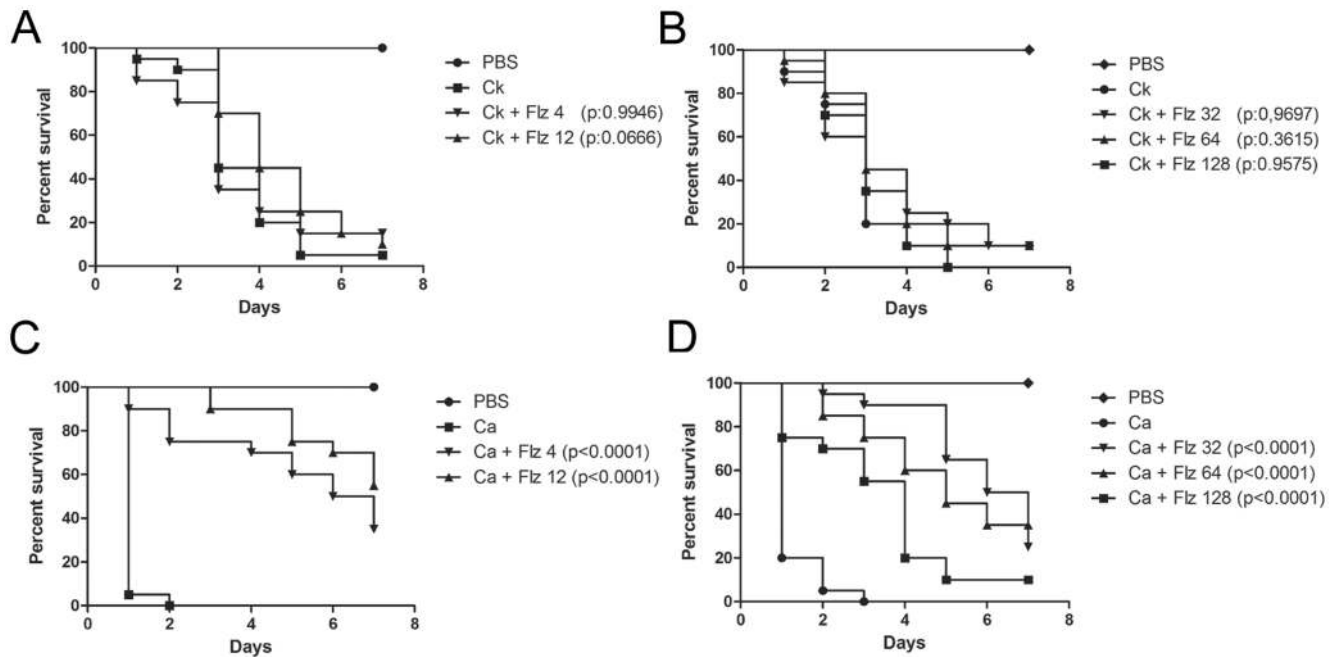 A
Percent survival
100
80
60
40
20
0
0 2 4 6 8
Days
PBS
Ck
Ck + Flz 4 (p:0.9946)
Ck + Flz 12 (p:0.0666)
B
Percent survival
100
80
60
40
20
0
0 2 4 6 8
Days
PBS
Ck
Ck + Flz 32 (p:0,9697)
Ck + Flz 64 (p:0.3615)
Ck + Flz 128 (p:0.9575)
C
Percent survival
100
80
60
40
20
0
0 2 4 6 8
Days
PBS
Ca
Ca + Flz 4 (p<0.0001)
Ca + Flz 12 (p<0.0001)
D
Percent survival
100
80
60
40
20
0
0 2 4 6 8
Days
PBS
Ca
Ca + Flz 32 (p<0.0001)
Ca + Flz 64 (p<0.0001)
Ca + Flz 128 (p<0.0001)